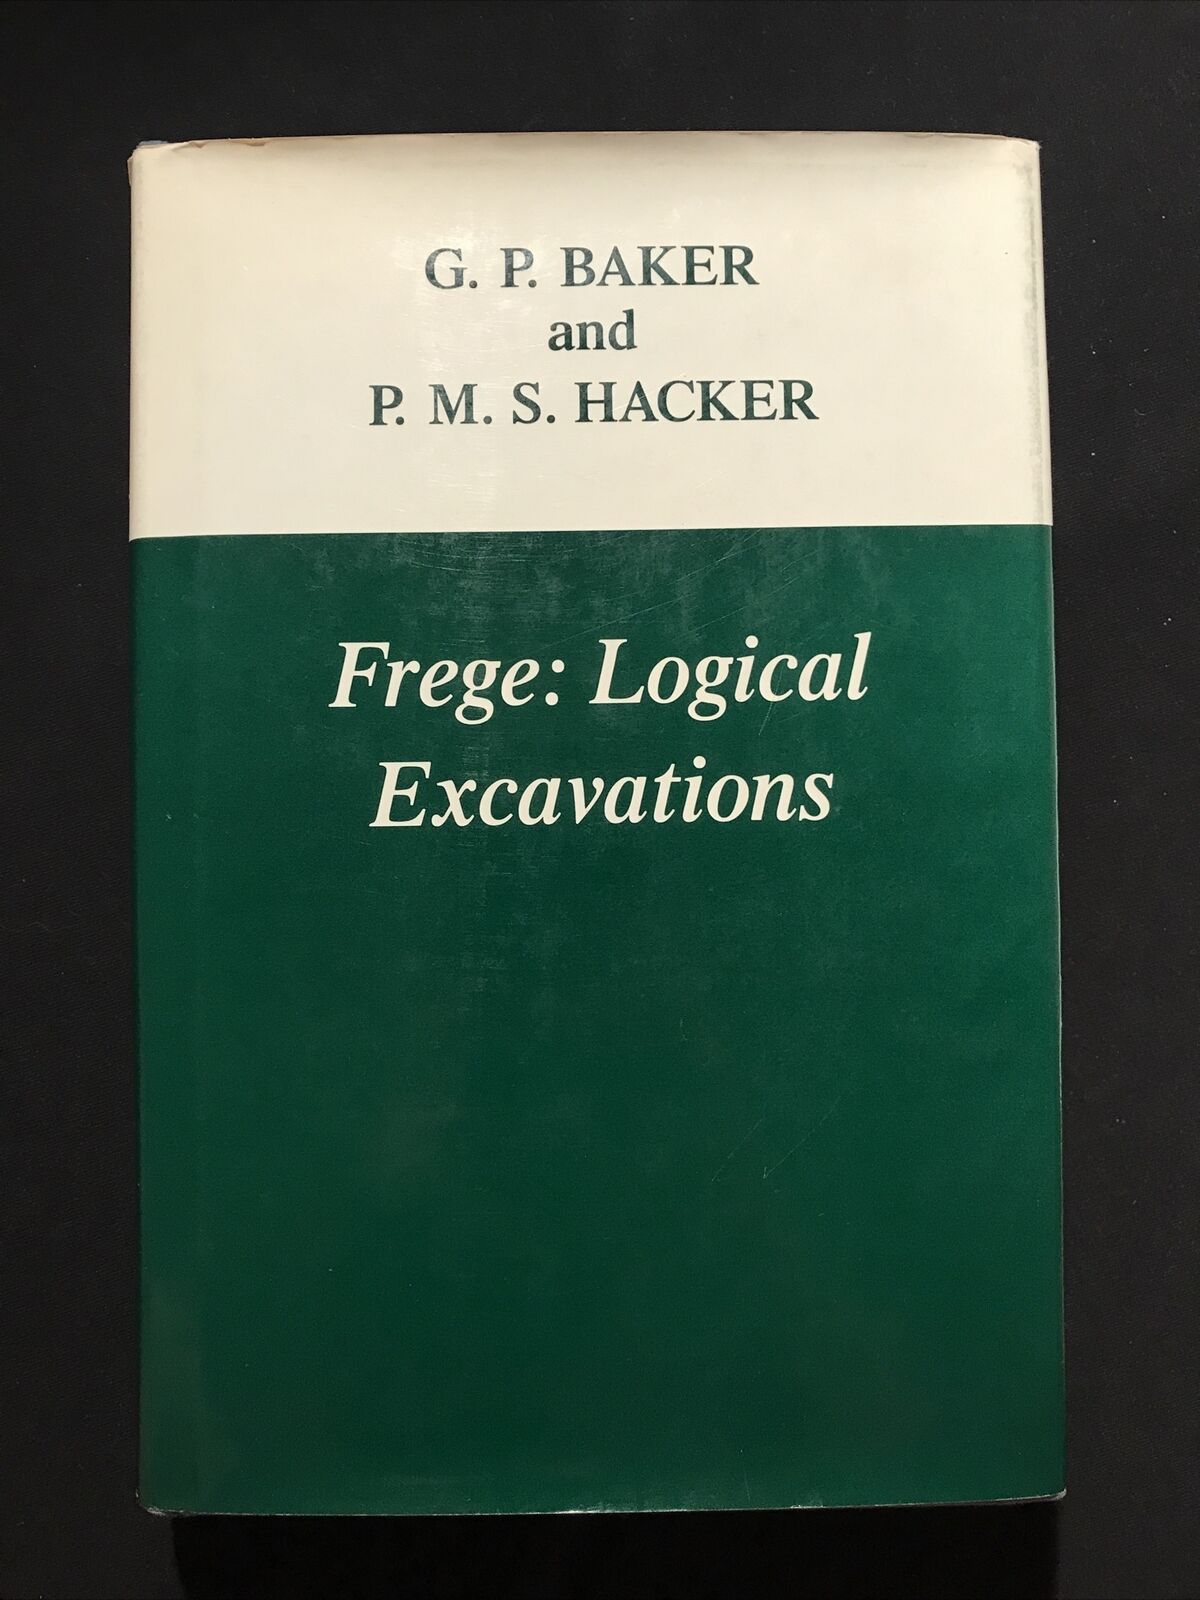 G. P. BAKER
and
P. M. S. HACKER
Frege: Logical
Excavations